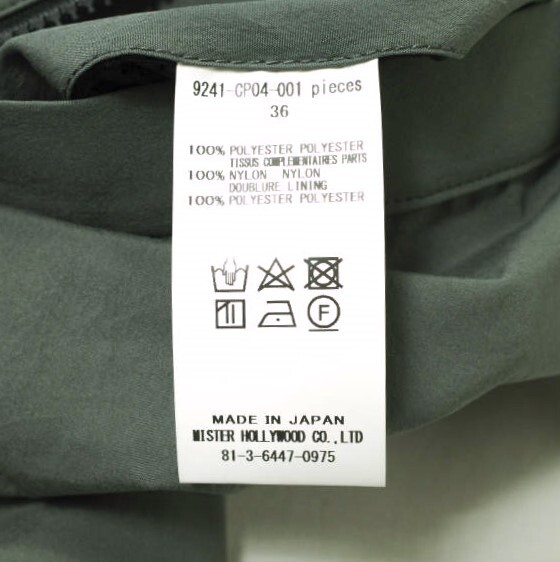 9241-CP04-001 pieces
36
100% POLYESTER POLYESTER
TISSUS COMPLEMENTAIRES PARTS
100% NYLON NYLON
DOUBLURE LINING
100% POLYESTER POLYESTER
F
MADE IN JAPAN
MISTER HOLLYWOOD CO.,LTD
81-3-6447-0975